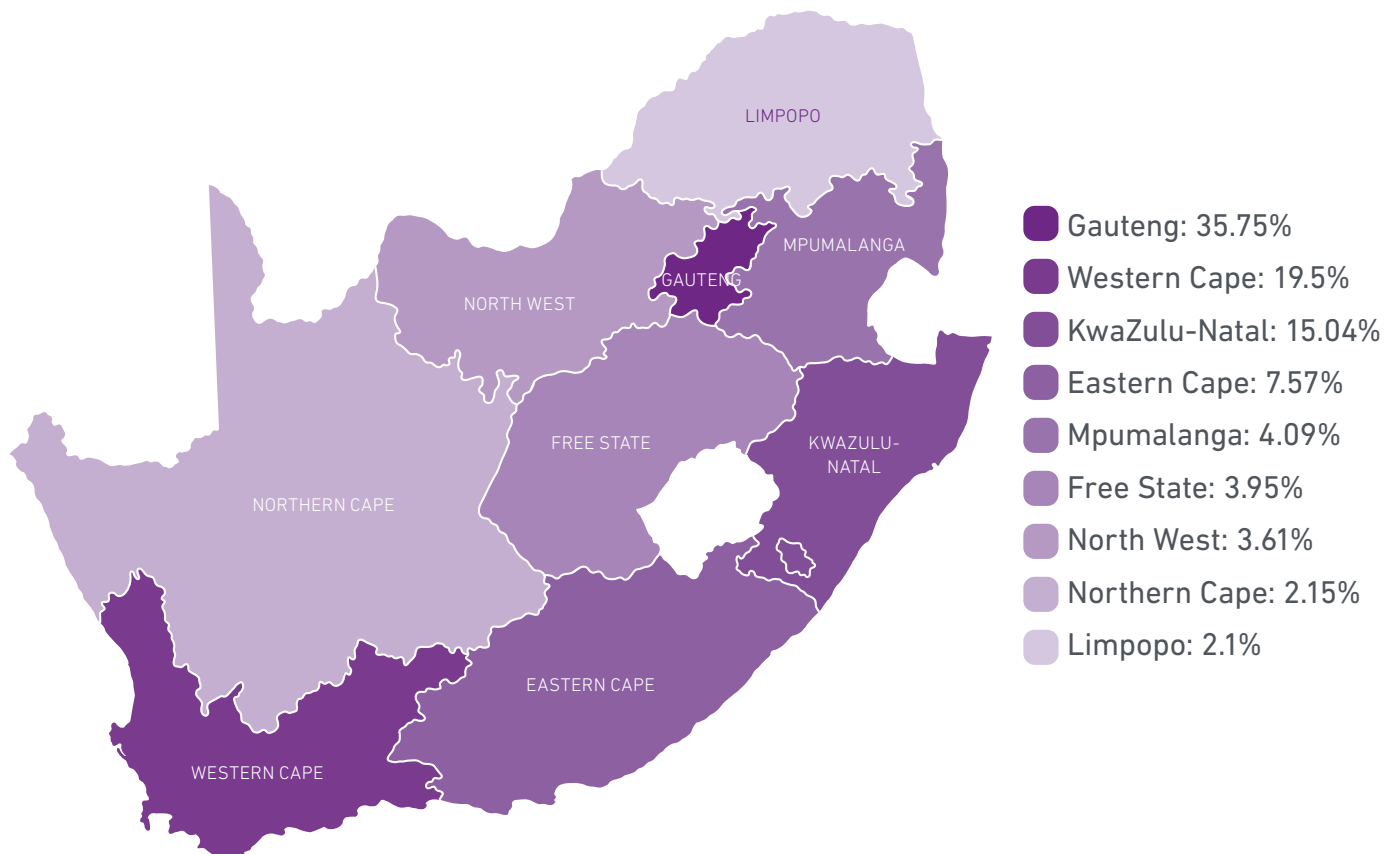 LIMPOPO
MPUMALANGA
GAUTENG
NORTH WEST
FREE STATE
KWAZULU-
NATAL
NORTHERN CAPE
EASTERN CAPE
WESTERN CAPE
Gauteng: 35.75%
Western Cape: 19.5%
KwaZulu-Natal: 15.04%
Eastern Cape: 7.57%
Mpumalanga: 4.09%
Free State: 3.95%
North West: 3.61%
Northern Cape: 2.15%
Limpopo: 2.1%